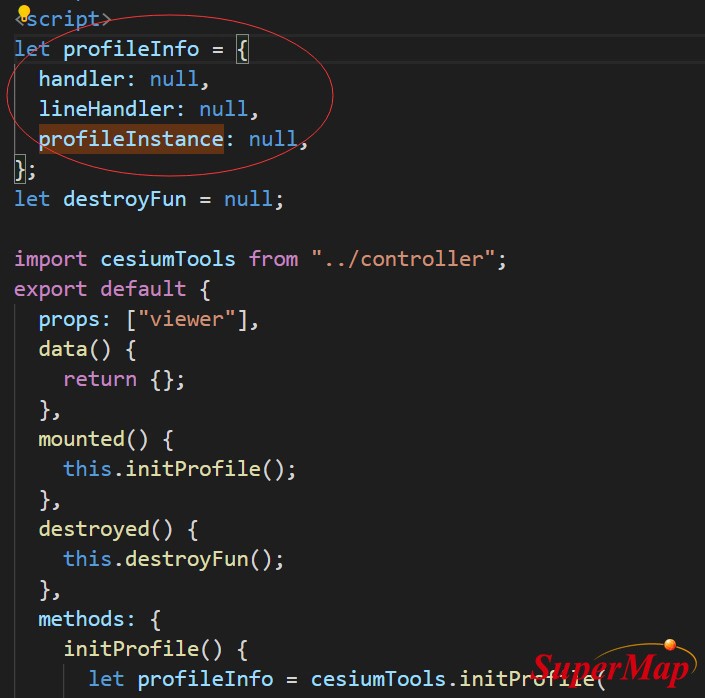 <script>
let profileInfo = {
handler: null,
lineHandler: null,
profileInstance: null,
};
let destroyFun = null;
import cesiumTools from "../controller";
export default {
props: ["viewer"],
data() {
return {};
},
mounted() {
this.initProfile();
},
destroyed() {
this.destroyFun();
},
methods: {
initProfile() {
let profileInfo = cesiumTools.initProfile(
SuperMap